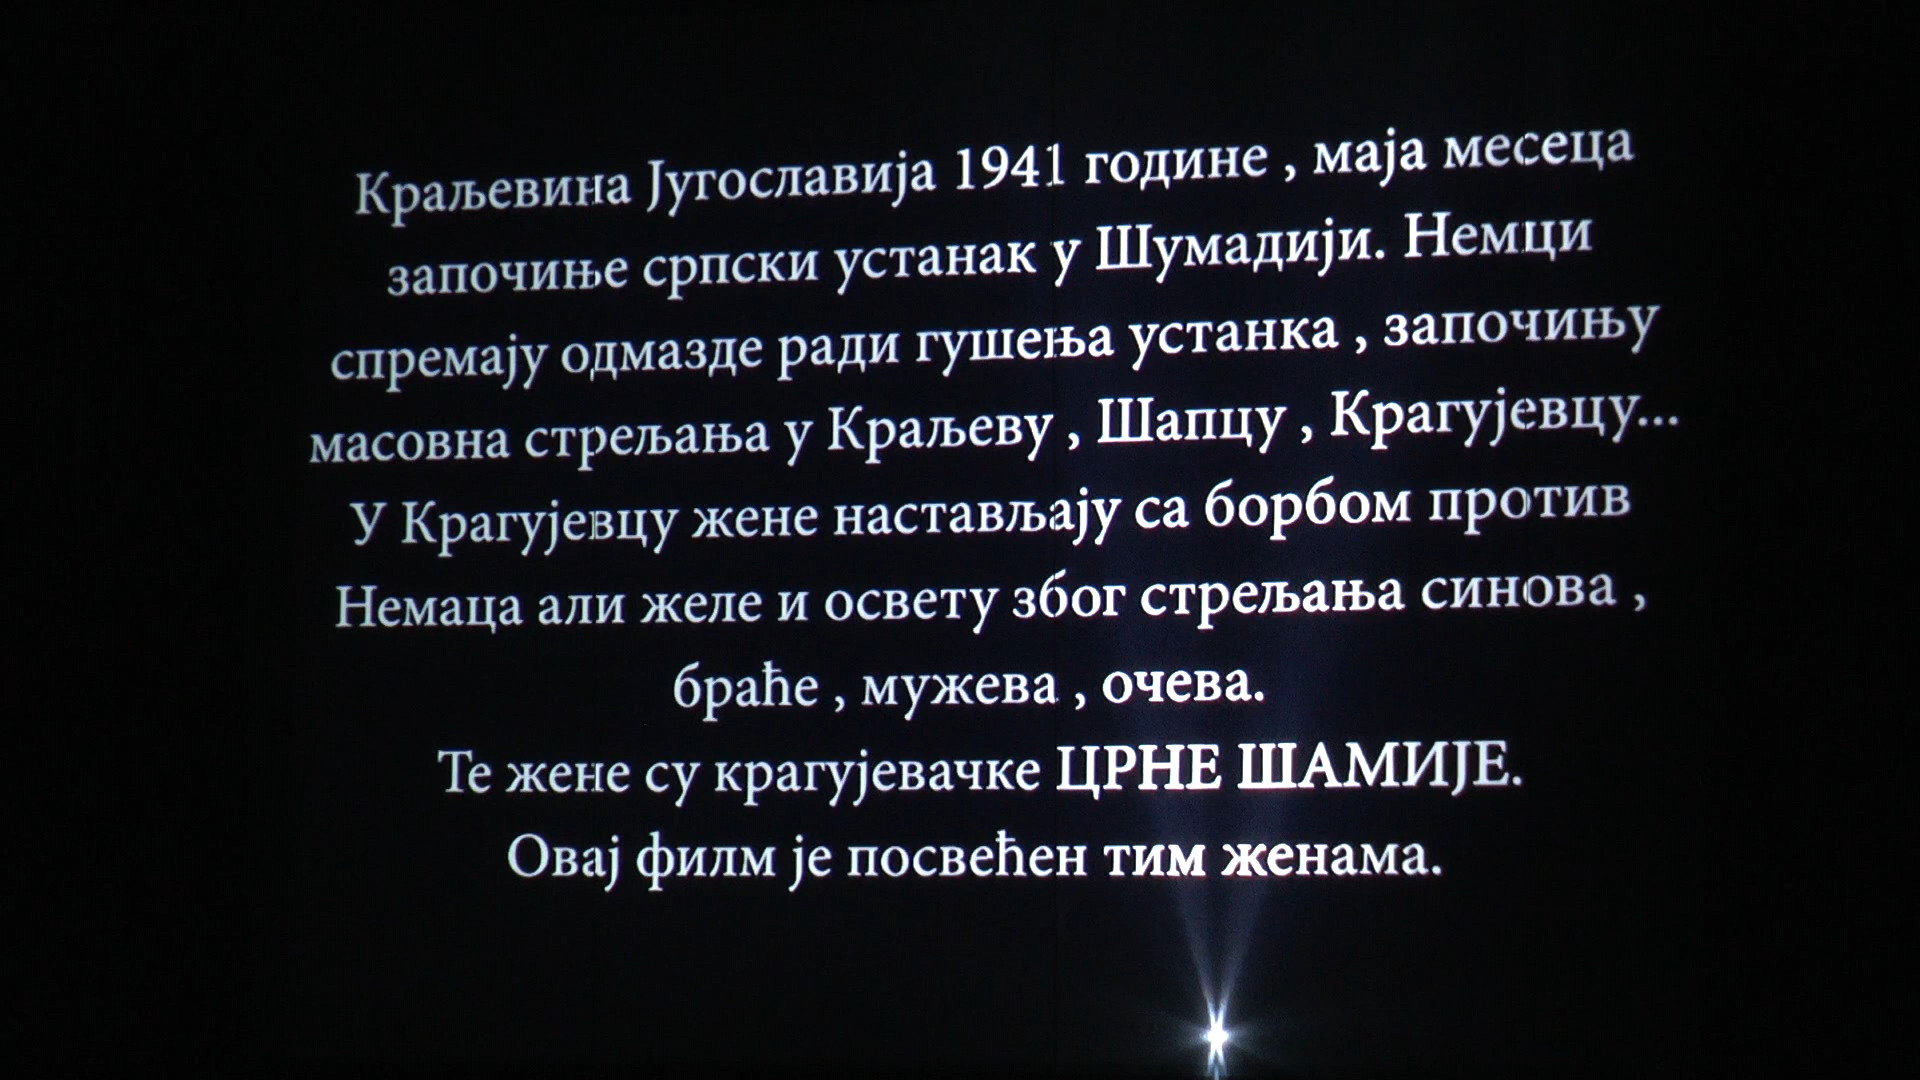 Краљевина Југославија 1941 године , маја месеца
започиње српски устанак у Шумадији. Немци
спремају одмазде ради гушења устанка , започињу
масовна стрељања у Краљеву , Шапцу , Крагујевцу...
У Крагујевцу жене настављају са борбом против
Немаца али желе и освету због стрељања синова ,
браће , мужева , очева.
Те жене су крагујевачке ЦРНЕ ШАМИЈЕ.
Овај филм је посвећен тим женама.